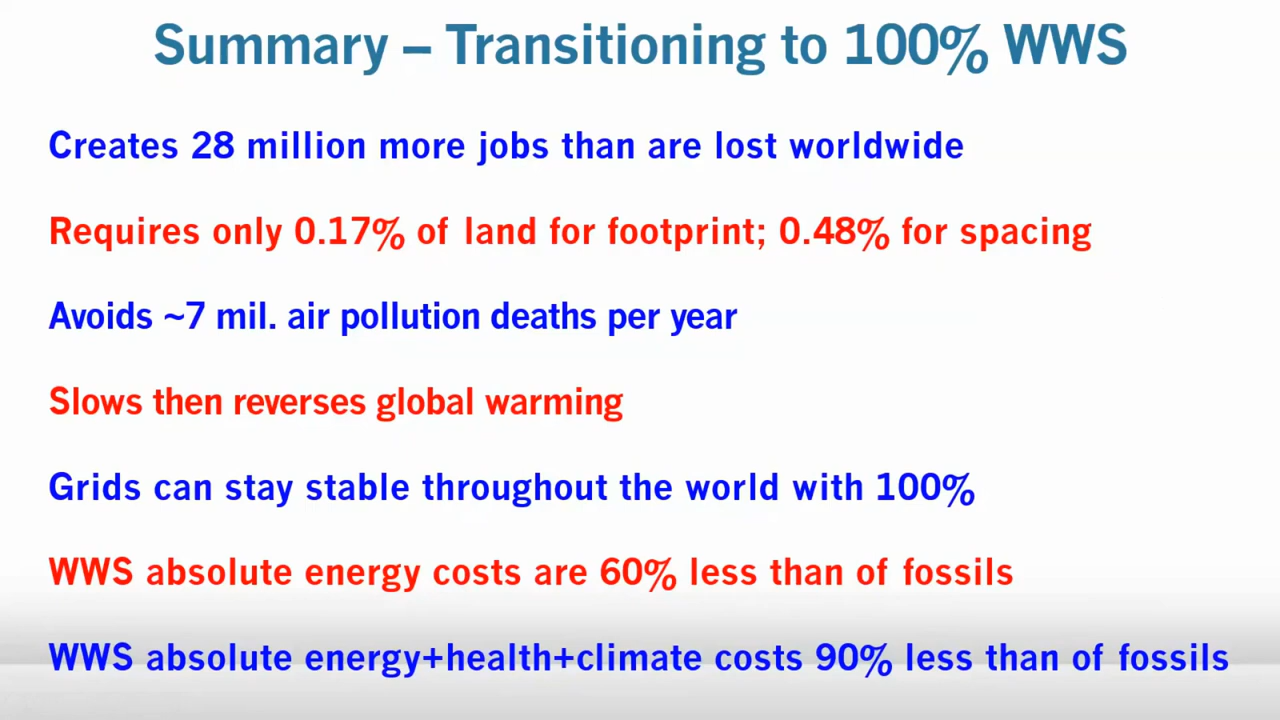 Summary – Transitioning to 100% WWS
Creates 28 million more jobs than are lost worldwide
Requires only 0.17% of land for footprint; 0.48% for spacing
Avoids ~7 mil. air pollution deaths per year
Slows then reverses global warming
Grids can stay stable throughout the world with 100%
WWS absolute energy costs are 60% less than of fossils
WWS absolute energy+health+climate costs 90% less than of fossils